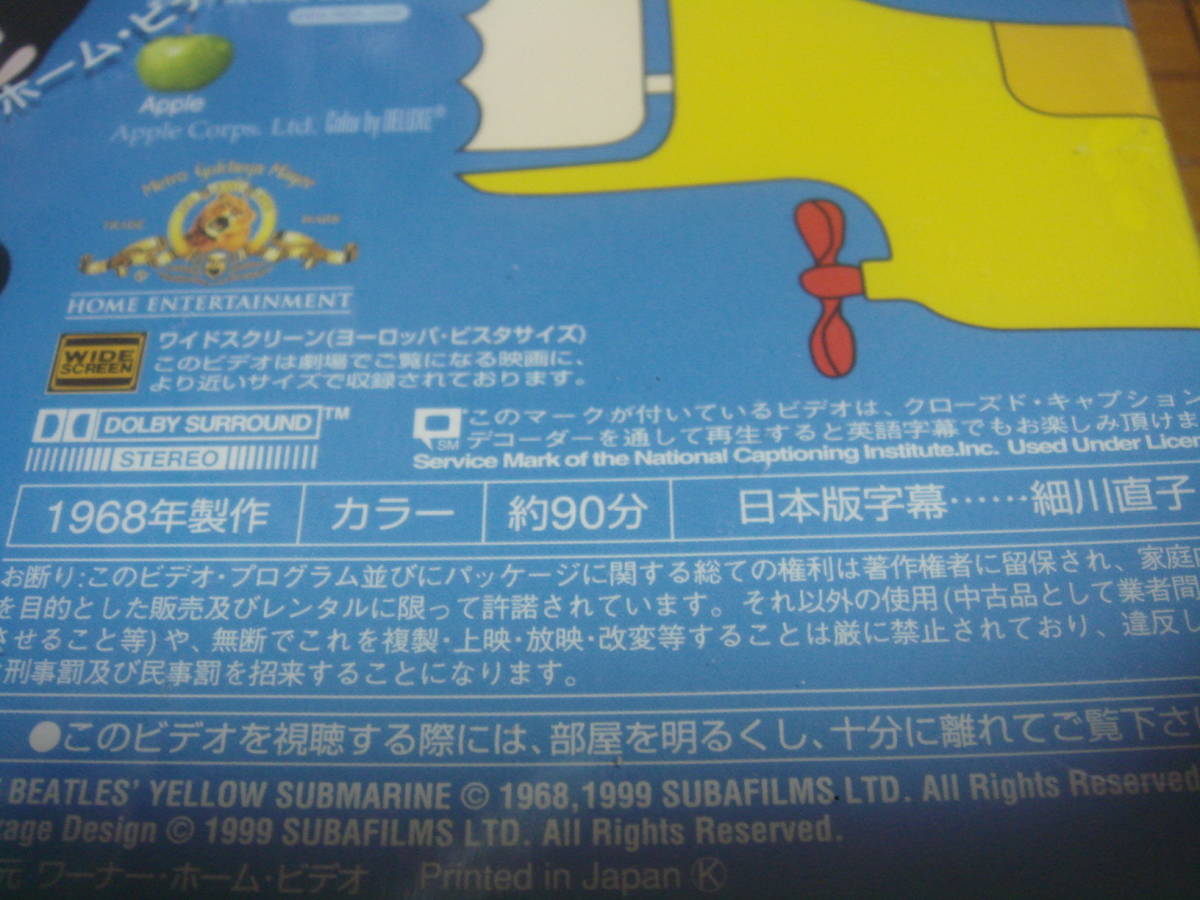 ホーム・ビデ
Apple
Apple Corps. Ltd. Color by DELUXE®
Metro Goldwyn Mayer
TRADE MARK
HOME ENTERTAINMENT
WIDE SCREEN
ワイドスクリーン(ヨーロッパ・ビスタサイズ)
このビデオは劇場でご覧になる映画に、
より近いサイズで収録されております。
DOLBY SURROUND TM
STEREO
SM
このマークが付いているビデオは、クローズド・キャプション
デコーダーを通して再生すると英語字幕でもお楽しみ頂けま
Service Mark of the National Captioning Institute.Inc. Used Under Licen
1968年製作 カラー 約90分 日本版字幕……細川直子
お断り:このビデオ・プログラム並びにパッケージに関する総ての権利は著作権者に留保され、家庭
を目的とした販売及びレンタルに限って許諾されています。それ以外の使用(中古品として業者間
させること等)や、無断でこれを複製・上映・放映・改変等することは厳に禁止されており、違反し
刑事罰及び民事罰を招来することになります。
●このビデオを視聴する際には、部屋を明るくし、十分に離れてご覧下さ
BEATLES' YELLOW SUBMARINE © 1968,1999 SUBAFILMS LTD. All Rights Reserved
tage Design © 1999 SUBAFILMS LTD. All Rights Reserved.
元 ワーナー・ホーム・ビデオ Printed in Japan Ⓚ